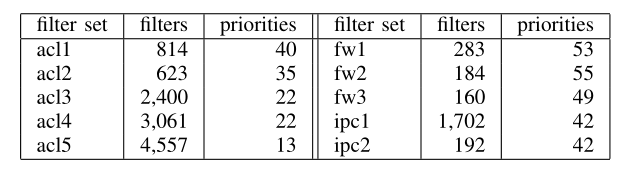 filter set filters priorities filter set filters priorities
acl1 814 40 fw1 283 53
acl2 623 35 fw2 184 55
acl3 2,400 22 fw3 160 49
acl4 3,061 22 ipc1 1,702 42
acl5 4,557 13 ipc2 192 42